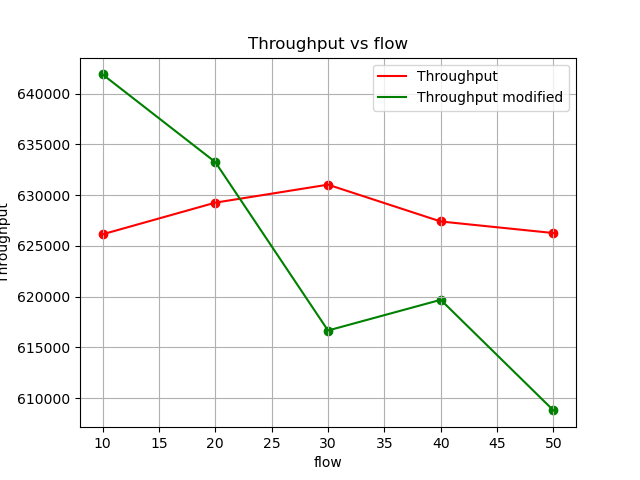 Throughput vs flow
Throughput
Throughput modified
640000
635000
630000
625000
620000
615000
610000
Throughput
10 15 20 25 30 35 40 45 50
flow